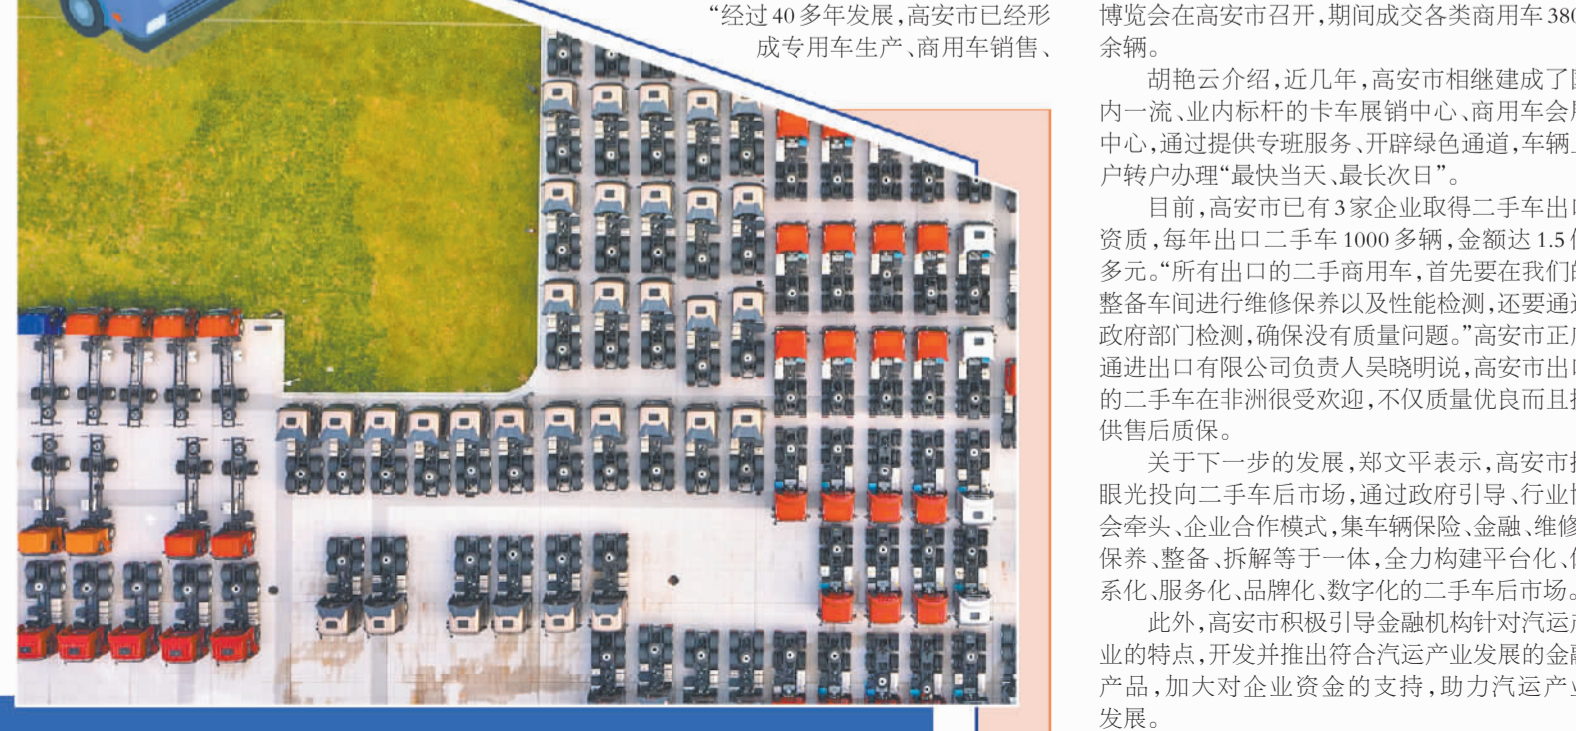 “经过40多年发展,高安市已经形
成专用车生产、商用车销售、
博览会在高安市召开,期间成交各类商用车380
余辆。
胡艳云介绍,近几年,高安市相继建成了
内一流、业内标杆的卡车展销中心、商用车会
中心,通过提供专班服务、开辟绿色通道,车辆
户转户办理“最快当天、最长次日”。
目前,高安市已有3家企业取得二手车出
资质,每年出口二手车1000多辆,金额达1.5
多元。“所有出口的二手商用车,首先要在我们
整备车间进行维修保养以及性能检测,还要通
政府部门检测,确保没有质量问题。”高安市正
通进出口有限公司负责人吴晓明说,高安市出
的二手车在非洲很受欢迎,不仅质量优良而且
供售后质保。
关于下一步的发展,郑文平表示,高安市
眼光投向二手车后市场,通过政府引导、行业
会牵头、企业合作模式,集车辆保险、金融、维修、
保养、整备、拆解等于一体,全力构建平台化、
系化、服务化、品牌化、数字化的二手车后市场。
此外,高安市积极引导金融机构针对汽运
业的特点,开发并推出符合汽运产业发展的金
产品,加大对企业资金的支持,助力汽运产
发展。